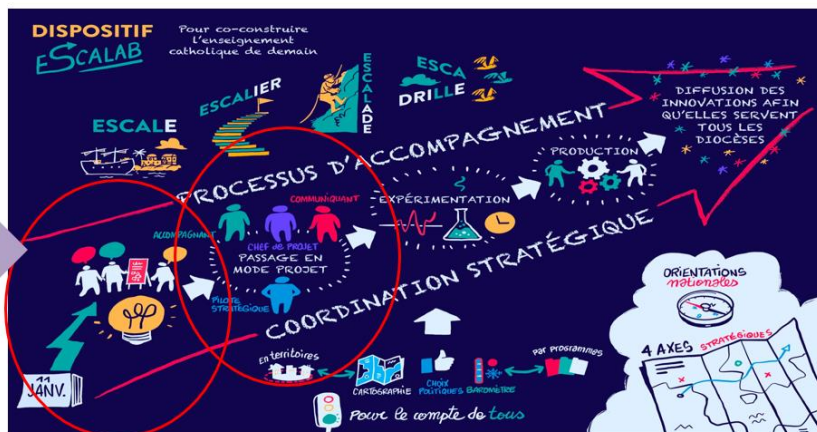 DISPOSITIF
ESCALAB
Pour co-construire
l'enseignement
catholique de demain
ESCALE
ESCALIER
ESCALADE
ESCA
DRILLE
PROCESSUS D'ACCOMPAGNEMENT
DIFFUSION DES
INNOVATIONS AFIN
QU'ELLES SERVENT
TOUS LES
DIOCÈSES
PRODUCTION
EXPÉRIMENTATION
COMMUNIQUANT
ACCOMPAGNANT
CHEF DE PROJET
PASSAGE EN
MODE PROJET
PILOTE
STRATÉGIQUE
COORDINATION STRATÉGIQUE
11
JANV.
En territoires
CARTOGRAPHIE
CHOIX
POLITIQUES
BAROMÈTRE
Par programmes
Pour le compte de tous
ORIENTATIONS
nationales
4 AXES STRATÉGIQUES